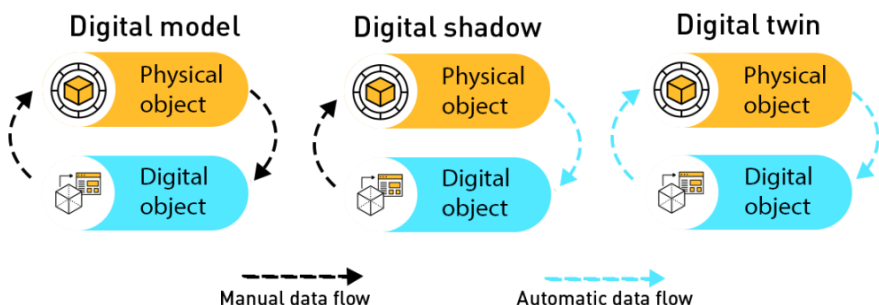 Digital model
Physical
object
Digital
object
Digital shadow
Physical
object
Digital
object
Digital twin
Physical
object
Digital
object
Manual data flow
Automatic data flow